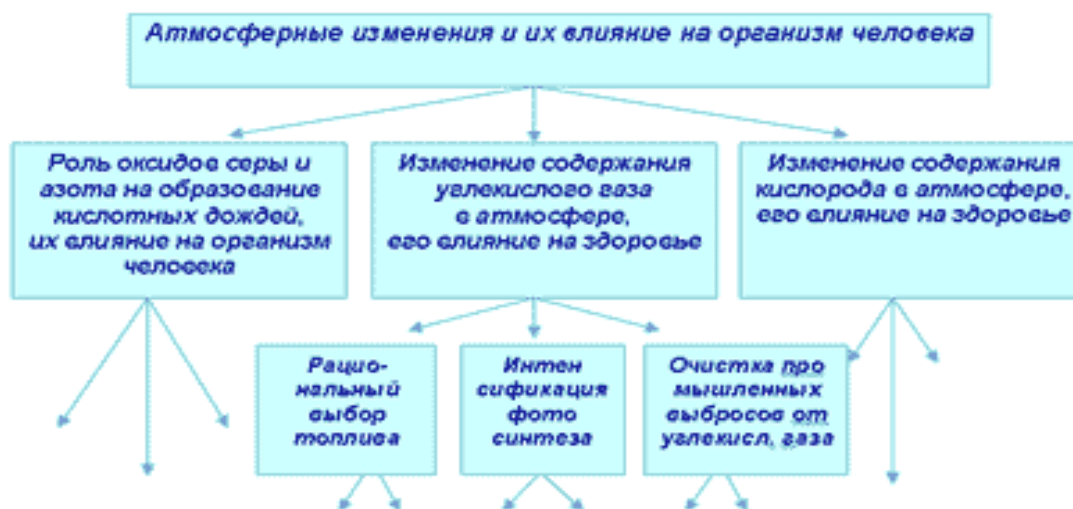 Атмосферные изменения и их влияние на организм человека
Роль оксидов серы и
азота на образование
кислотных дождей,
их влияние на организм
человека
Изменение содержания
углекислого газа
в атмосфере,
его влияние на здоровье
Изменение содержания
кислорода в атмосфере,
его влияние на здоровье
Рацио-
нальный
выбор
топлива
Интен
сификация
фото
синтеза
Очистка про
мышленных
выбросов от
углекисл, газа